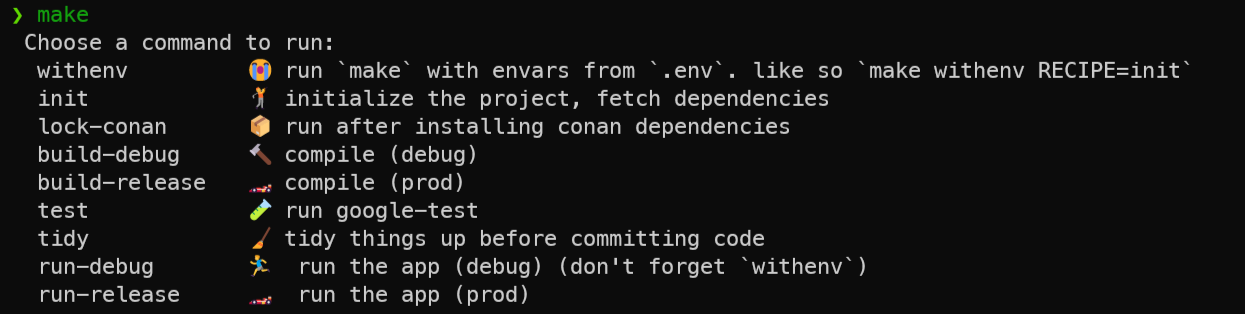 ❯ make
Choose a command to run:
withenv 😭 run `make` with envars from `.env`. like so `make withenv RECIPE=init`
init 🏌 initialize the project, fetch dependencies
lock-conan 📦 run after installing conan dependencies
build-debug 🔨 compile (debug)
build-release 🏎 compile (prod)
test 🧪 run google-test
tidy 🧹 tidy things up before committing code
run-debug 🏃 run the app (debug) (don't forget `withenv`)
run-release 🏎 run the app (prod)